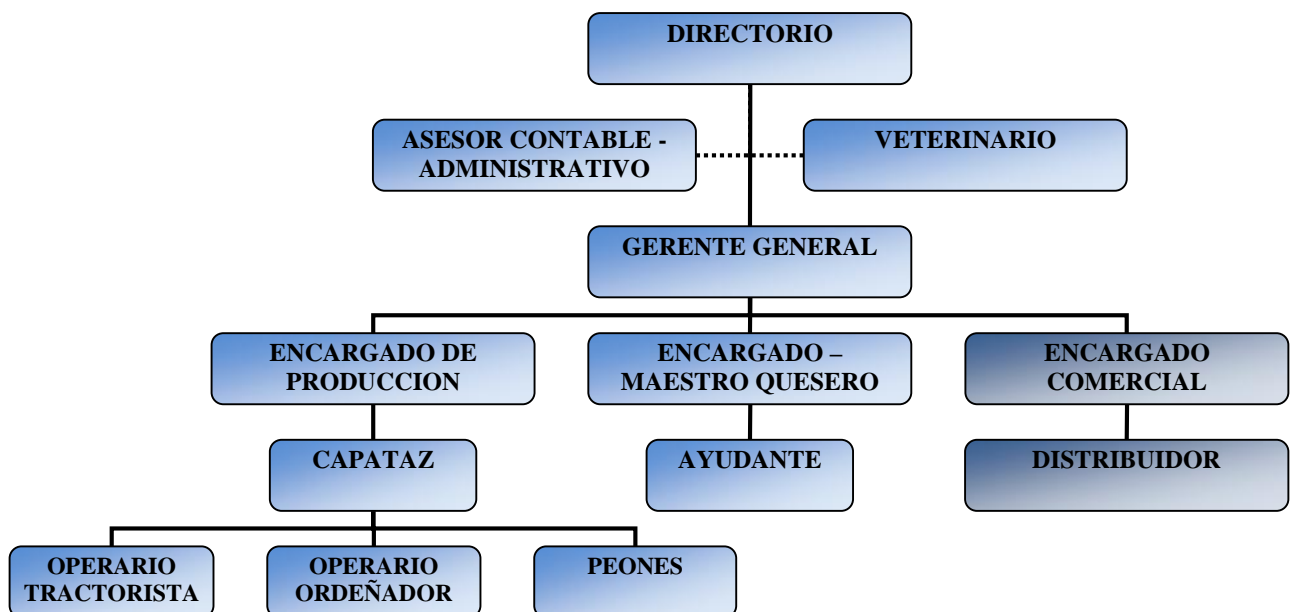 DIRECTORIO
ASESOR CONTABLE -
ADMINISTRATIVO
VETERINARIO
GERENTE GENERAL
ENCARGADO DE
PRODUCCION
ENCARGADO –
MAESTRO QUESERO
ENCARGADO
COMERCIAL
CAPATAZ
AYUDANTE
DISTRIBUIDOR
OPERARIO
TRACTORISTA
OPERARIO
ORDEÑADOR
PEONES